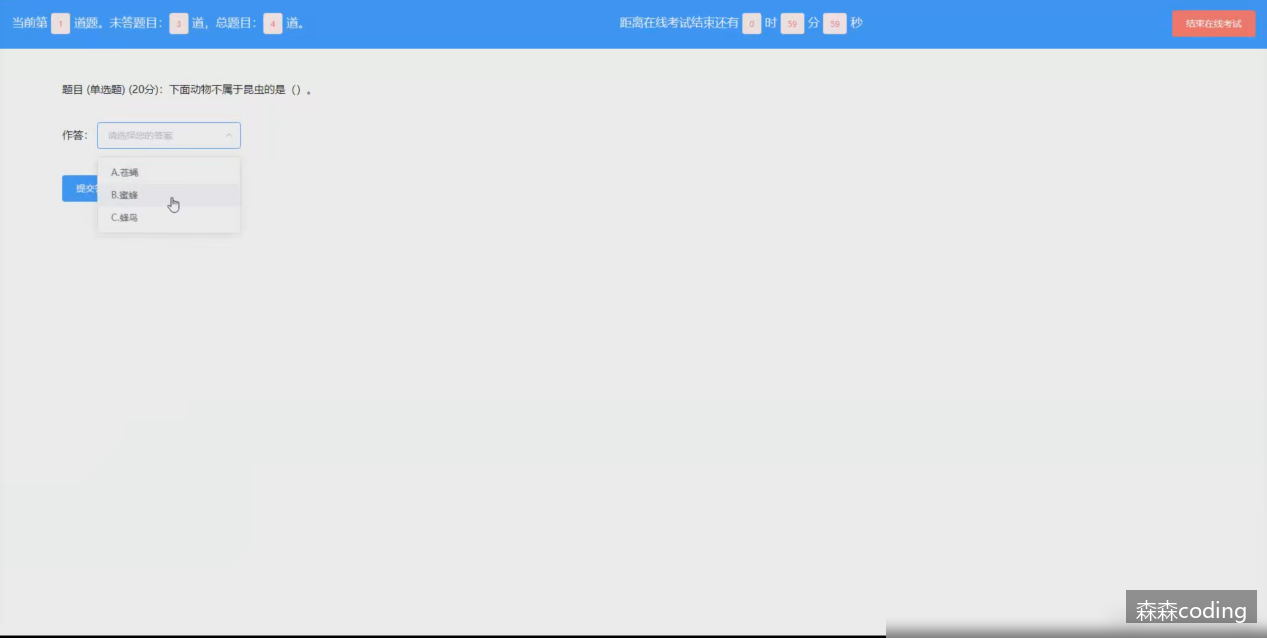 当前第 1 道题。未答题目： 3 道，总题目： 4 道。
距离在线考试结束还有 0 时 59 分 59 秒
结束在线考试
题目 (单选题) (20分)：下面动物不属于昆虫的是（）。
作答： 请选择您的答案
A.苍蝇
提交
B.蜜蜂
C.蜂鸟
森森coding